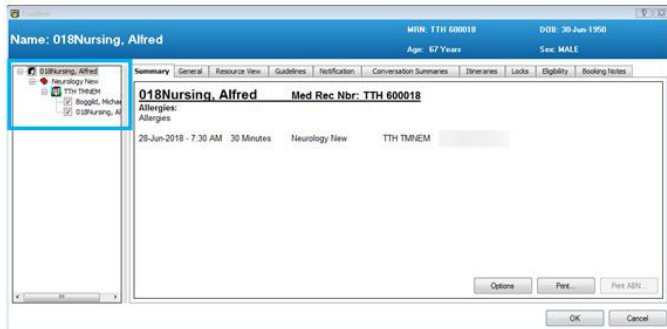 Confirm
Name: 018Nursing, Alfred
MRN: TTH 600018
DOB: 30-Jun-1950
Age: 67 Years
Sex: MALE
018Nursing, Alfred
Neurology New
TTH TMNEM
Boggild, Michae
018Nursing, Al
Summary General Resource View Guidelines Notification Conversation Summaries Itineraries Locks Eligibility Booking Notes
018Nursing, Alfred Med Rec Nbr: TTH 600018
Allergies:
Allergies
28-Jun-2018 - 7:30 AM 30 Minutes Neurology New TTH TMNEM
Options Print... Print ABN...
OK Cancel